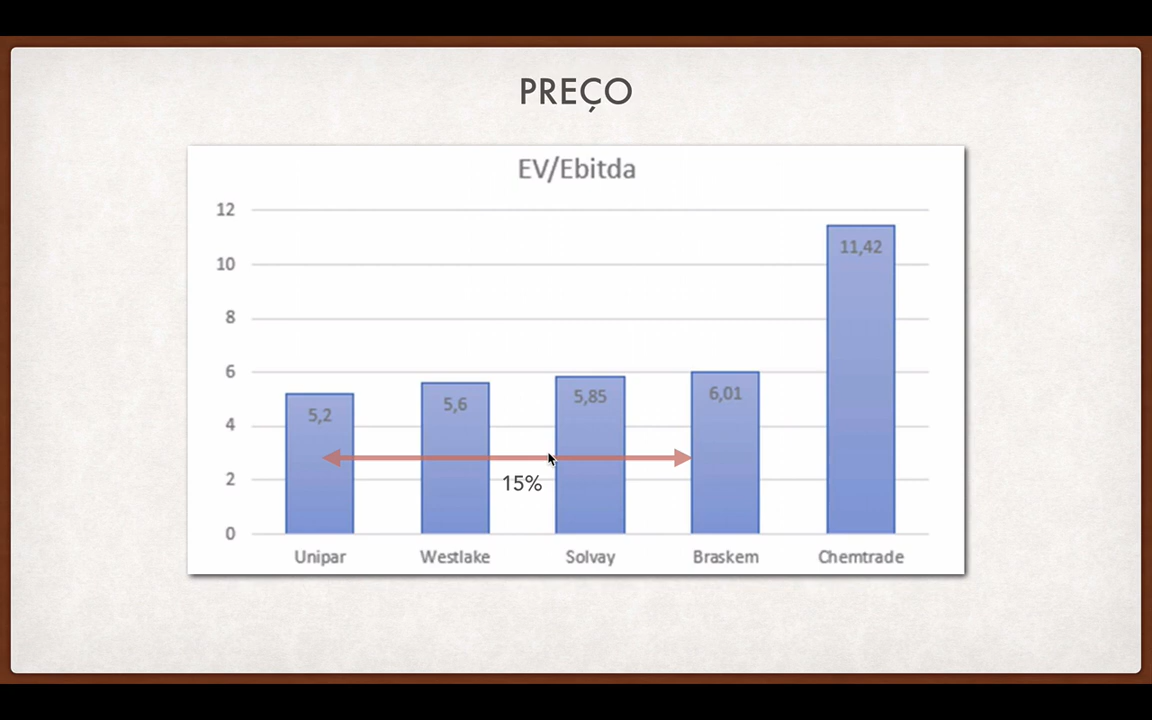 PREÇO
EV/Ebitda
12
10
8
6
4
2
0
5,2
5,6
5,85
6,01
11,42
15%
Unipar
Westlake
Solvay
Braskem
Chemtrade